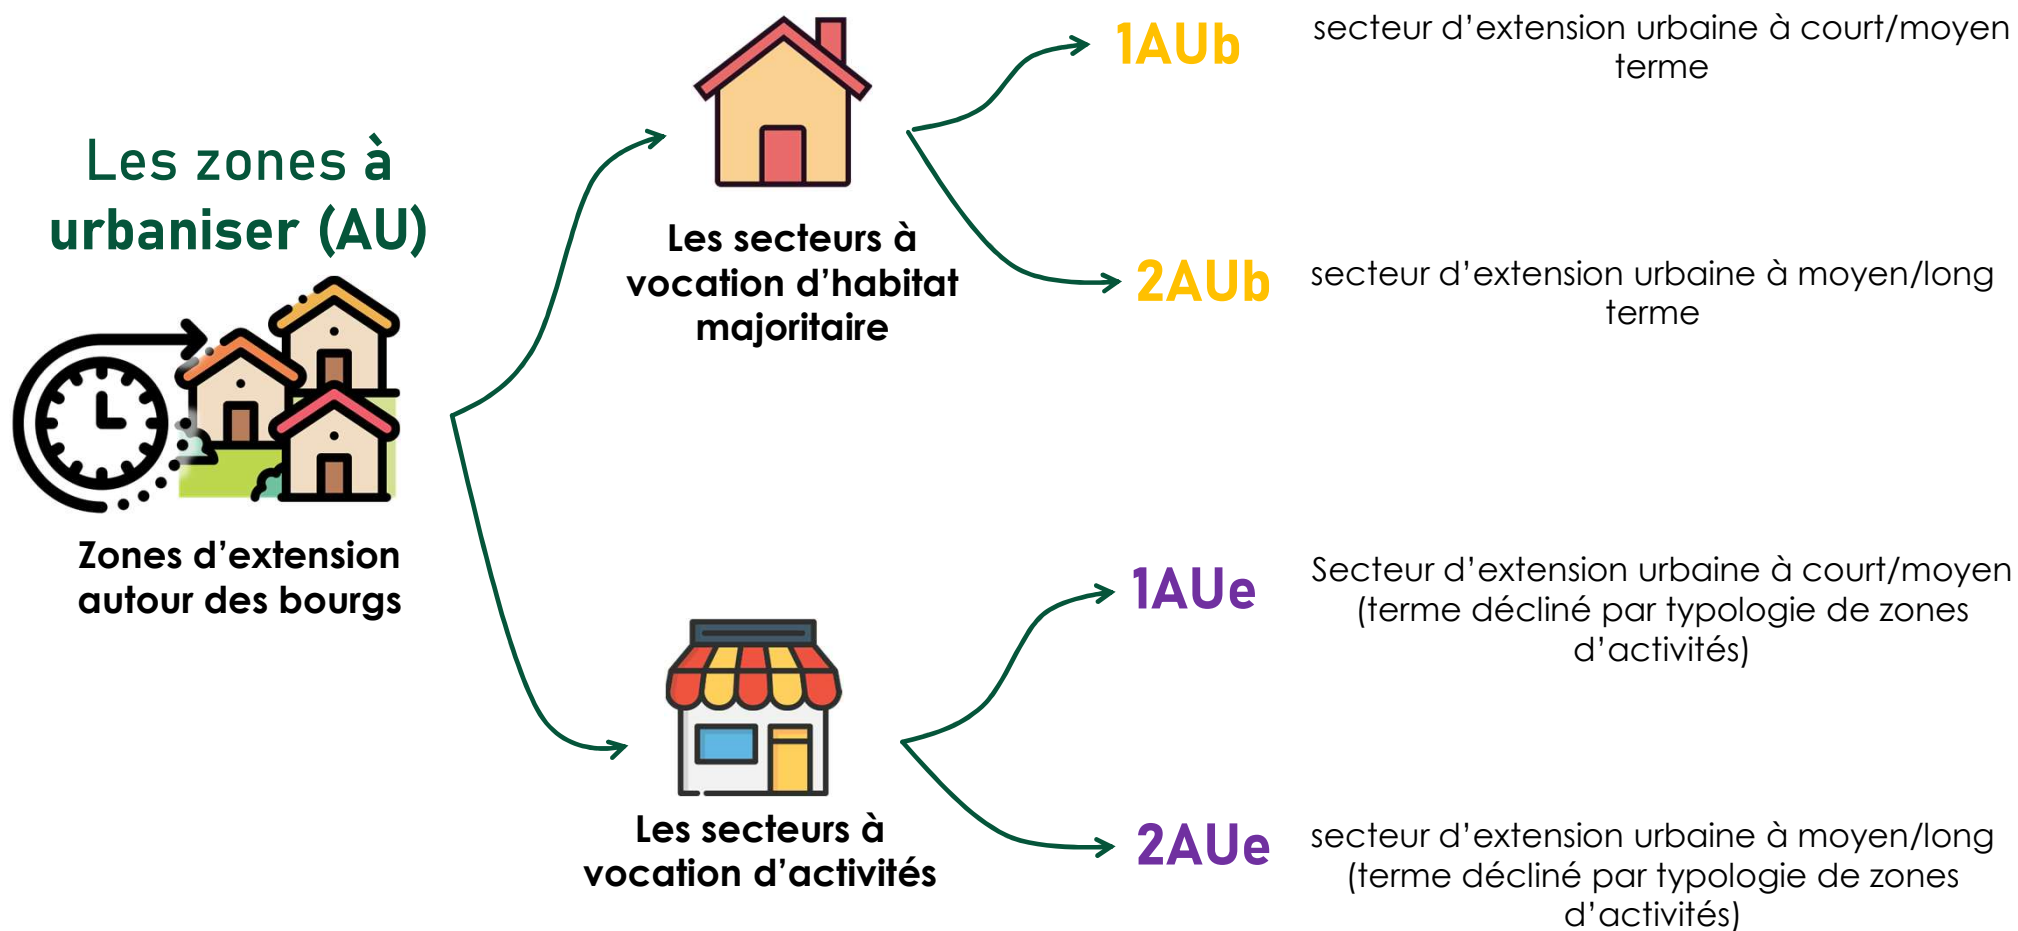 Les zones à
urbaniser (AU)
Zones d’extension
autour des bourgs
Les secteurs à
vocation d’habitat
majoritaire
1AUb
secteur d’extension urbaine à court/moyen
terme
2AUb
secteur d’extension urbaine à moyen/long
terme
Les secteurs à
vocation d’activités
1AUe
Secteur d’extension urbaine à court/moyen
(terme décliné par typologie de zones
d’activités)
2AUe
secteur d’extension urbaine à moyen/long
(terme décliné par typologie de zones
d’activités)